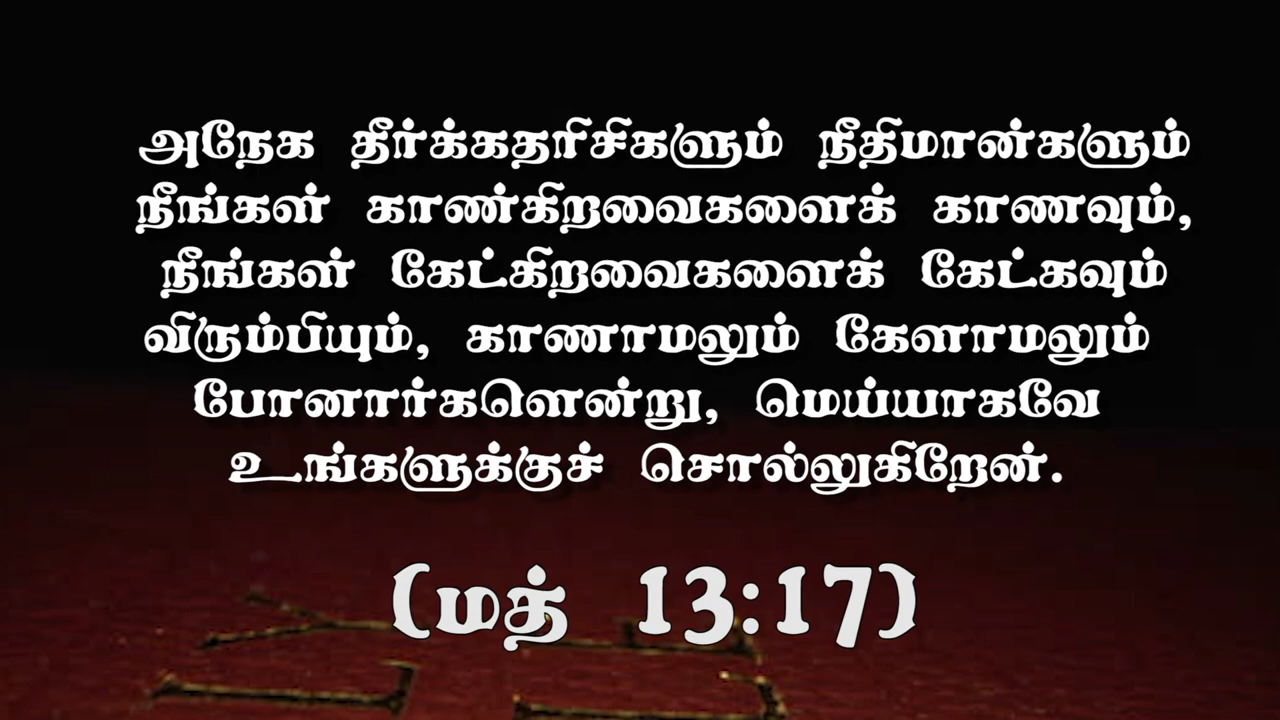 அநேக தீர்க்கதரிசிகளும் நீதிமான்களும்
நீங்கள் காண்கிறவைகளைக் காணவும்,
நீங்கள் கேட்கிறவைகளைக் கேட்கவும்
விரும்பியும், காணாமலும் கேளாமலும்
போனார்களென்று, மெய்யாகவே
உங்களுக்குச் சொல்லுகிறேன்.
(மத் 13:17)